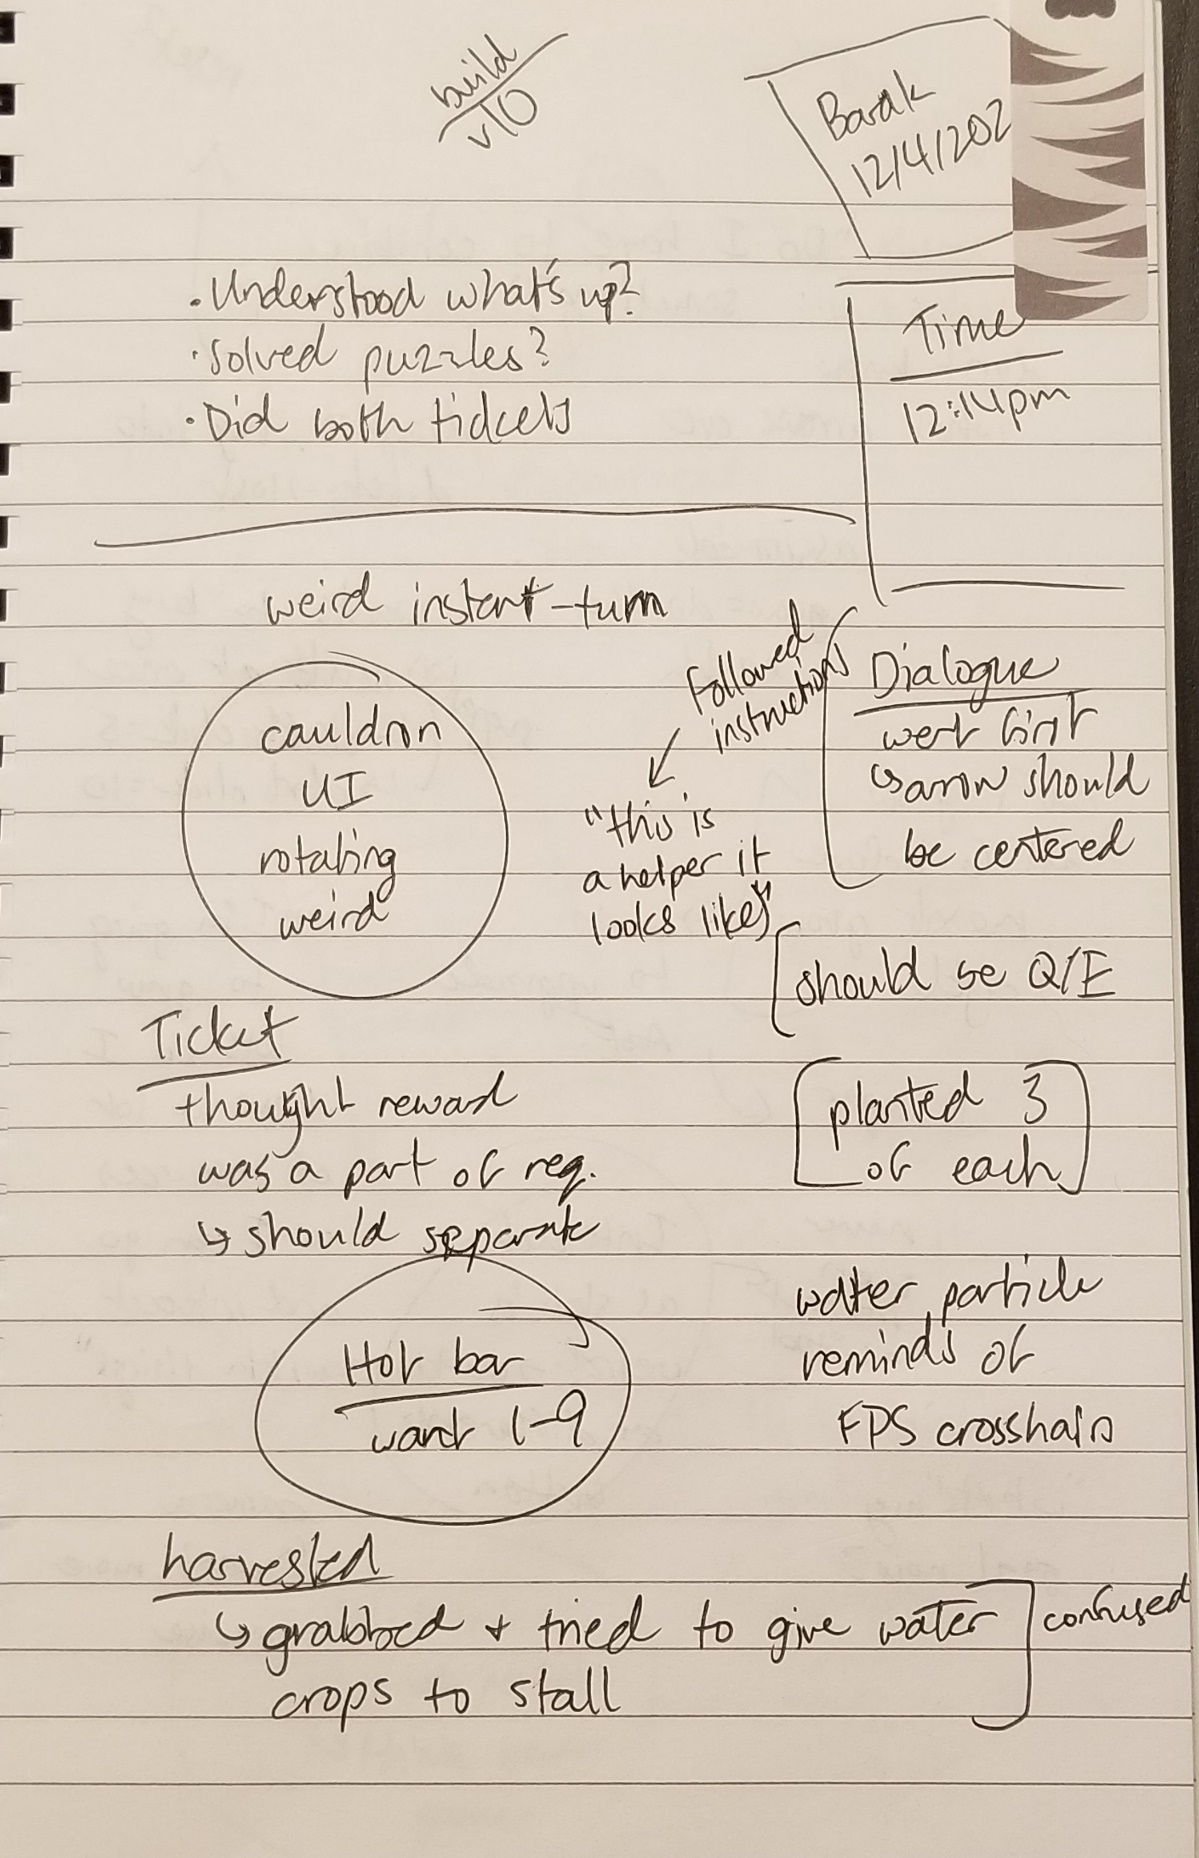 build
v10
Barak
12/4/202
• Understood what's up?
• Solved puzzles?
• Did both tickets
Time
12:14pm
weird instant-turn
cauldron
UI
rotating
weird
Followed
instructions
"this is
a helper it
looks like"
Dialogue
went first
↳ arrow should
be centered
[should be Q/E
Ticket
thought reward
was a part of req.
↳ should separate
[planted 3
of each]
Hot bar
want 1-9
water particle
reminds of
FPS crosshairs
harvested
↳ grabbed + tried to give water
crops to stall
] confused